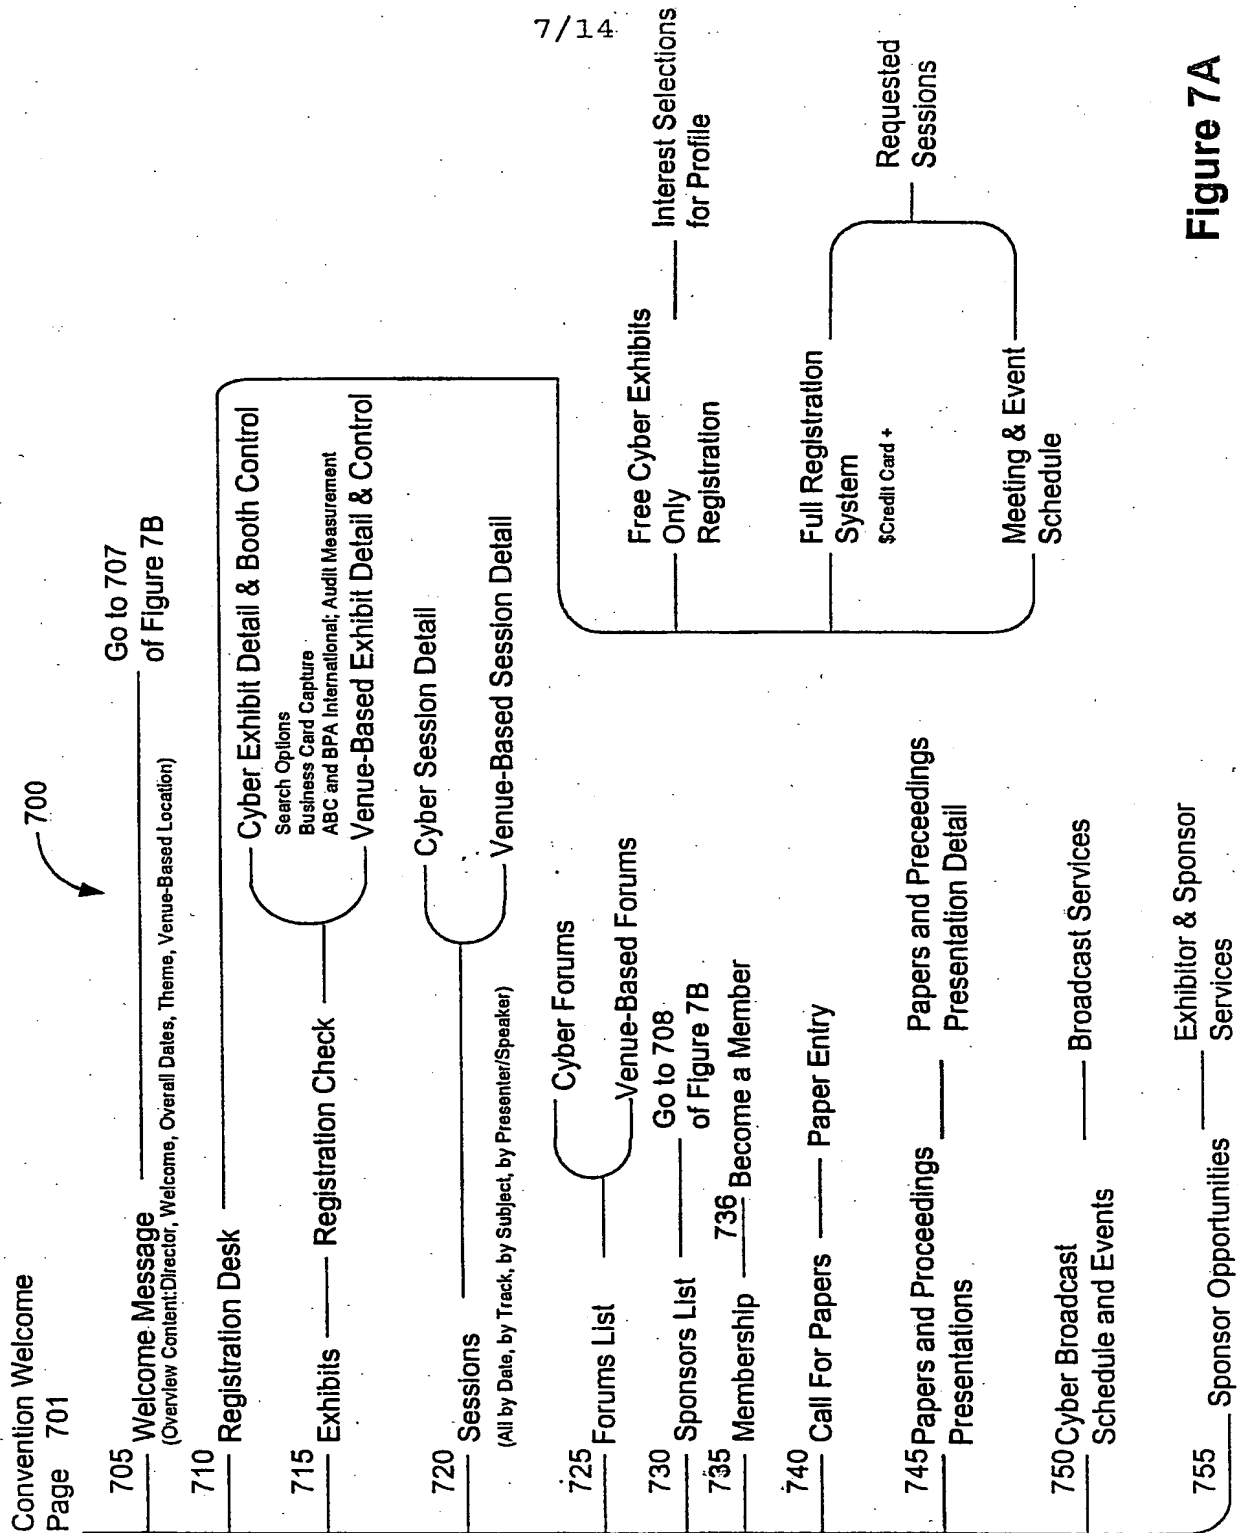 7/14
Convention Welcome
Page 701
700
705
Welcome Message
(Overview Content:Director, Welcome, Overall Dates, Theme, Venue-Based Location)
Go to 707
of Figure 7B
710
Registration Desk
715
Exhibits
Registration Check
Cyber Exhibit Detail & Booth Control
Search Options
Business Card Capture
ABC and BPA International; Audit Measurement
Venue-Based Exhibit Detail & Control
720
Sessions
(All by Date, by Track, by Subject, by Presenter/Speaker)
Cyber Session Detail
Venue-Based Session Detail
725
Forums List
Cyber Forums
Venue-Based Forums
730
Sponsors List
Go to 708
of Figure 7B
735
Membership
736
Become a Member
740
Call For Papers
Paper Entry
745
Papers and Proceedings
Presentations
Papers and Preceedings
Presentation Detail
750
Cyber Broadcast
Schedule and Events
Broadcast Services
755
Sponsor Opportunities
Exhibitor & Sponsor
Services
Free Cyber Exhibits
Only
Registration
Interest Selections
for Profile
Full Registration
System
$Credit Card +
Meeting & Event
Schedule
Requested
Sessions
Figure 7A